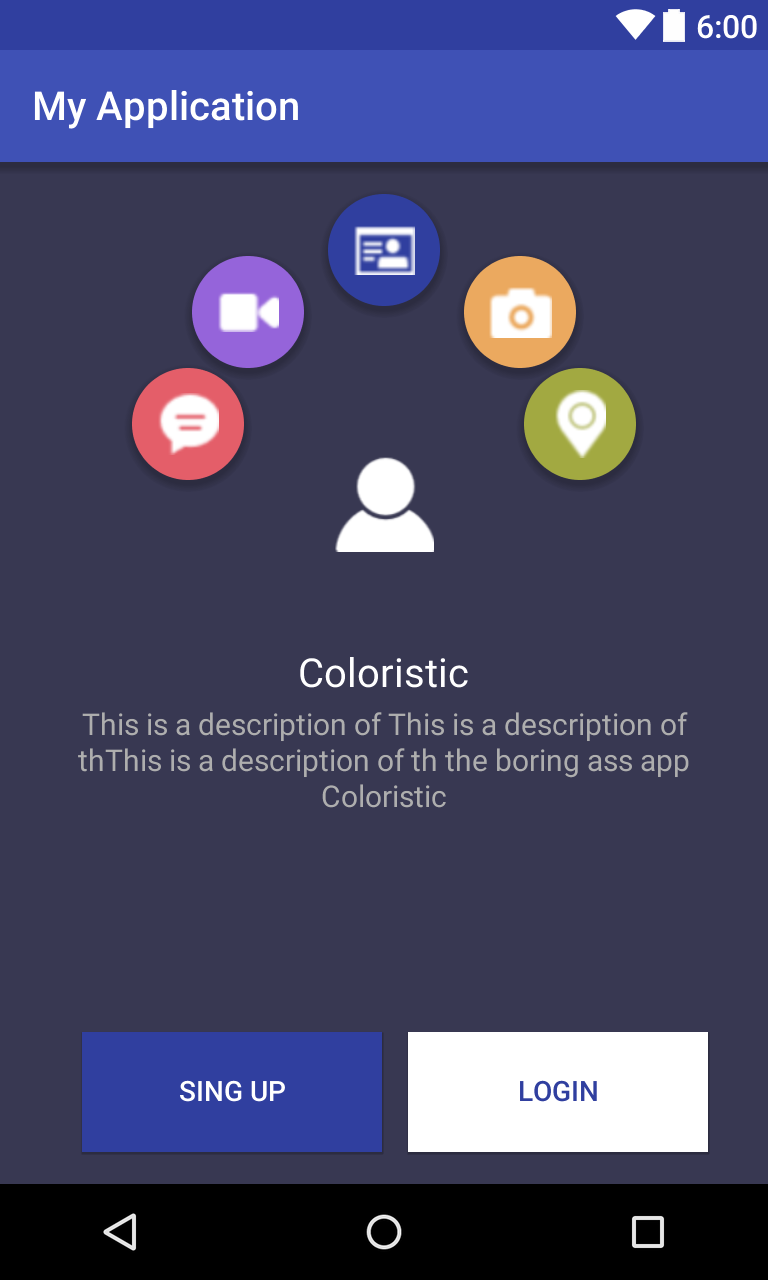 6:00
My Application
Coloristic
This is a description of This is a description of
thThis is a description of th the boring ass app
Coloristic
SING UP
LOGIN